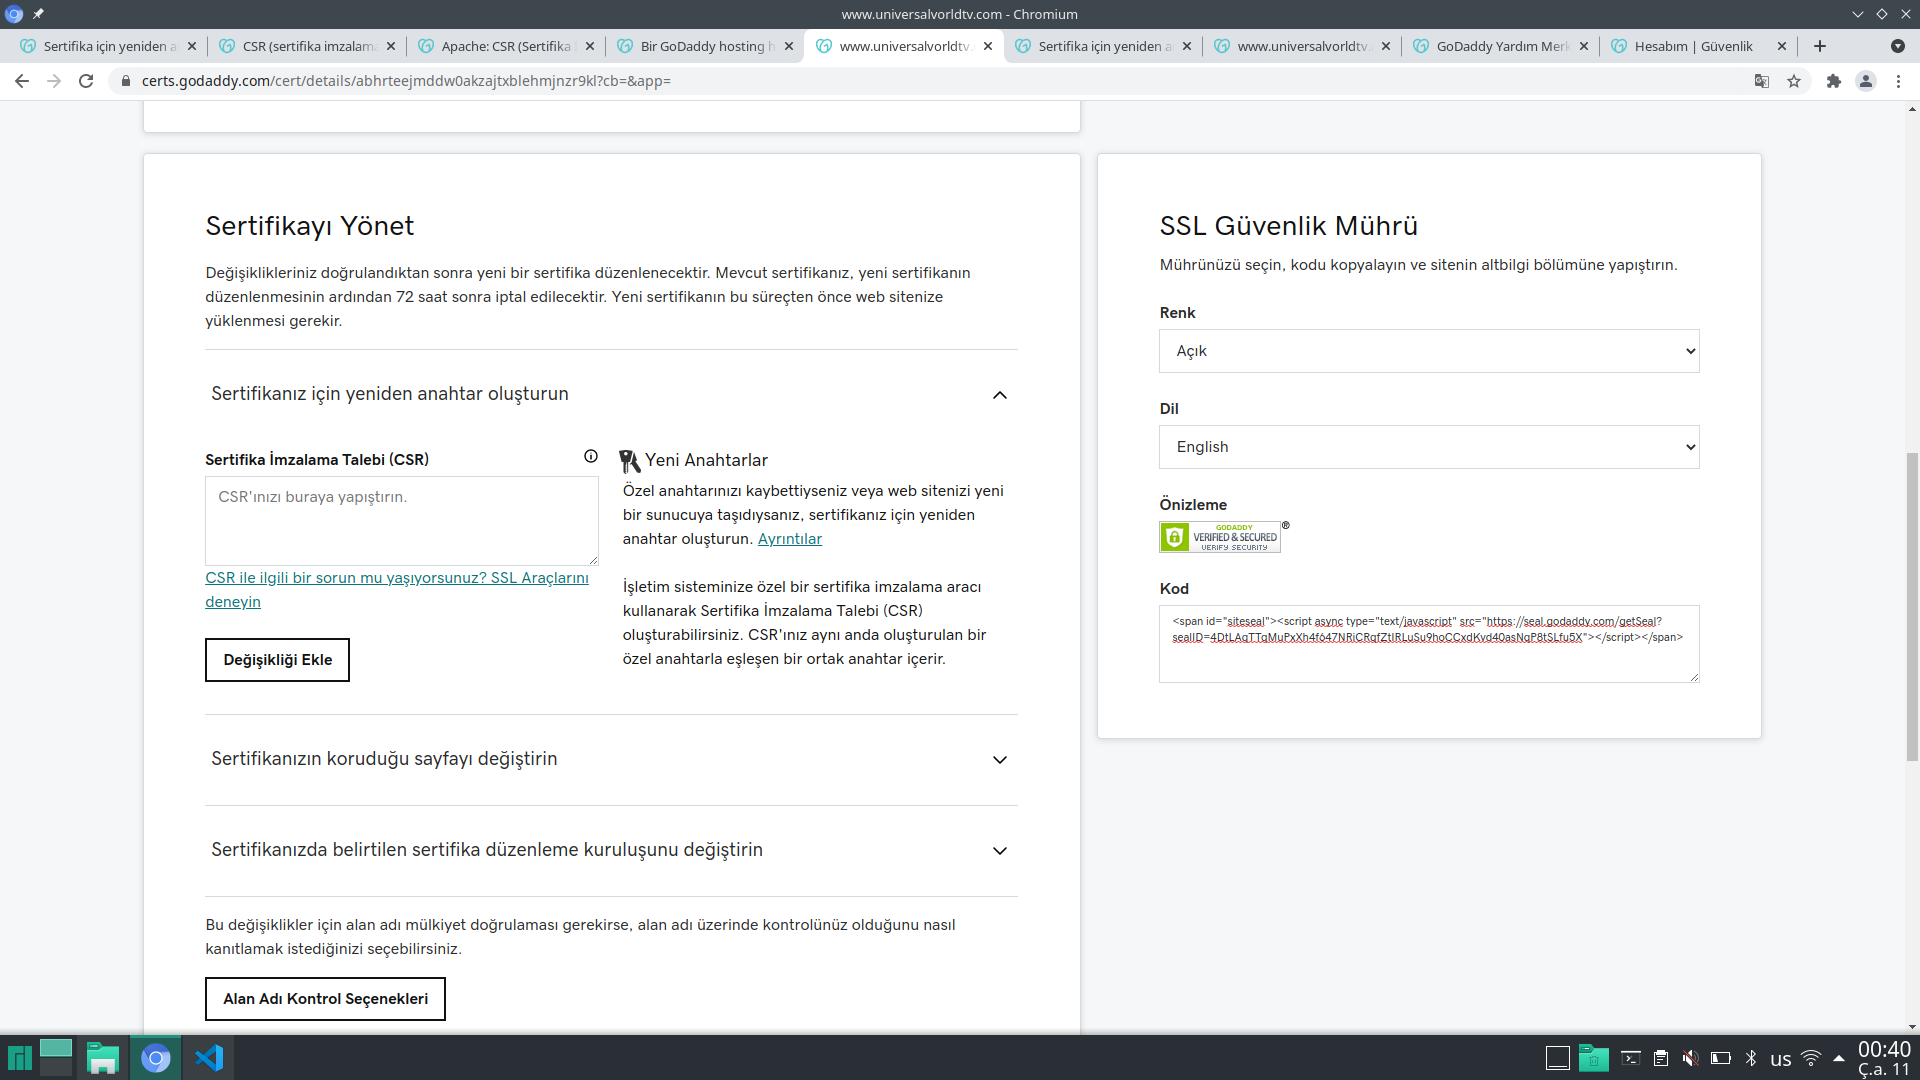 www.universalvorldtv.com - Chromium
Sertifika için yeniden a
CSR (sertifika imzalama
Apache: CSR (Sertifika
Bir GoDaddy hosting h
www.universalvorldtv.
Sertifika için yeniden a
www.universalvorldtv.
GoDaddy Yardım Merk
Hesabım | Güvenlik
certs.godaddy.com/cert/details/abhrteejmddw0akzajtxblehmjnzr9kl?cb=&app=
Sertifikayı Yönet
Değişiklikleriniz doğrulandıktan sonra yeni bir sertifika düzenlenecektir. Mevcut sertifikanız, yeni sertifikanın
düzenlenmesinin ardından 72 saat sonra iptal edilecektir. Yeni sertifikanın bu süreçten önce web sitenize
yüklenmesi gerekir.
Sertifikanız için yeniden anahtar oluşturun
Sertifika İmzalama Talebi (CSR)
CSR'ınızı buraya yapıştırın.
CSR ile ilgili bir sorun mu yaşıyorsunuz? SSL Araçlarını
deneyin
Değişikliği Ekle
Yeni Anahtarlar
Özel anahtarınızı kaybettiyseniz veya web sitenizi yeni
bir sunucuya taşıdıysanız, sertifikanız için yeniden
anahtar oluşturun. Ayrıntılar
İşletim sisteminize özel bir sertifika imzalama aracı
kullanarak Sertifika İmzalama Talebi (CSR)
oluşturabilirsiniz. CSR'ınız aynı anda oluşturulan bir
özel anahtarla eşleşen bir ortak anahtar içerir.
Sertifikanızın koruduğu sayfayı değiştirin
Sertifikanızda belirtilen sertifika düzenleme kuruluşunu değiştirin
Bu değişiklikler için alan adı mülkiyet doğrulaması gerekirse, alan adı üzerinde kontrolünüz olduğunu nasıl
kanıtlamak istediğinizi seçebilirsiniz.
Alan Adı Kontrol Seçenekleri
SSL Güvenlik Mührü
Mührünüzü seçin, kodu kopyalayın ve sitenin altbilgi bölümüne yapıştırın.
Renk
Açık
Dil
English
Önizleme
GODADDY
VERIFIED & SECURED
VERIFY SECURITY
®
Kod
<span id="siteseal"><script async type="text/javascript" src="https://seal.godaddy.com/getSeal?
sealID=4DtLAqTTqMuPxXh4f647NRiCRqfZtIRLuSu9hoCCxdKvd40asNqP8tSLfu5X"></script></span>
us
00:40
Ç.a. 11